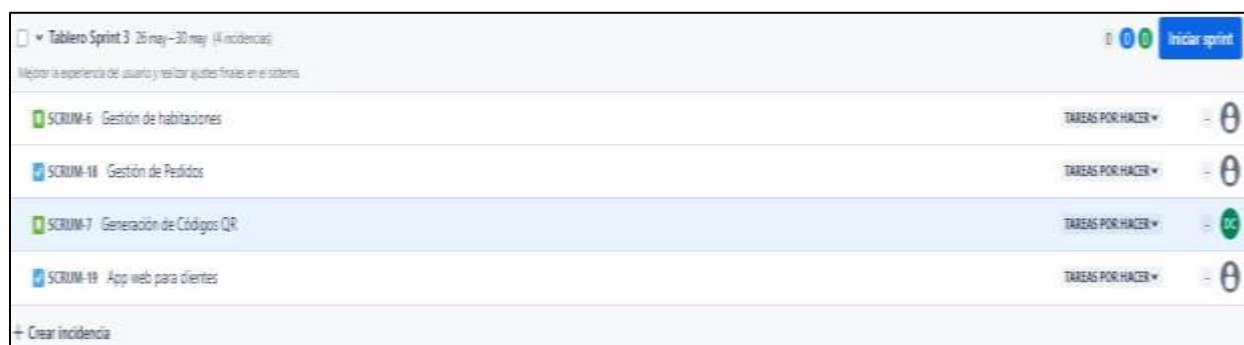 Tablero Sprint 3 26 may–30 may (4 incidencias)
0 0 0 Iniciar sprint
Mejorar la experiencia del usuario y realizar ajustes finales en el sistema.
SCRUM-6 Gestión de habitaciones TAREAS POR HACER -
SCRUM-18 Gestión de Pedidos TAREAS POR HACER -
SCRUM-7 Generación de Códigos QR TAREAS POR HACER - DC
SCRUM-19 App web para clientes TAREAS POR HACER -
+ Crear incidencia